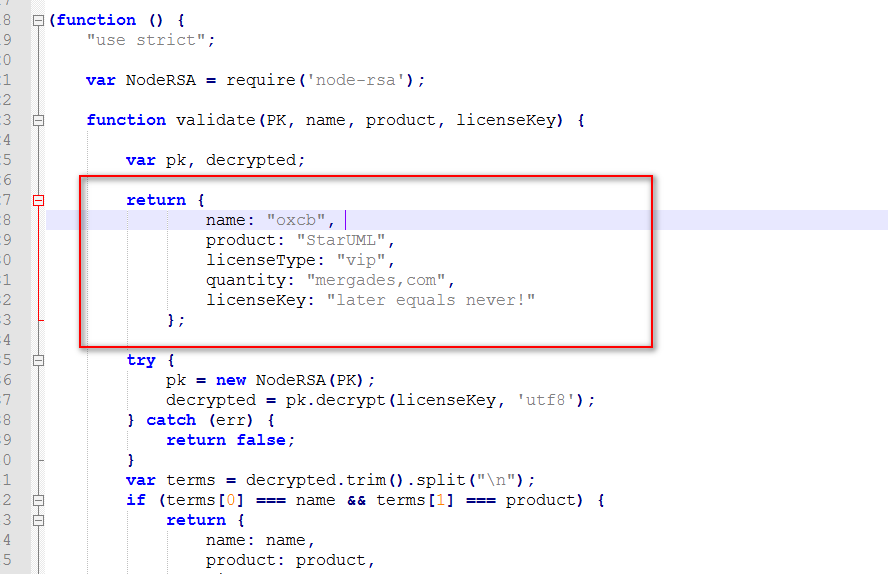 8 (function () {
9 "use strict";
0
1 var NodeRSA = require('node-rsa');
2
3 function validate(PK, name, product, licenseKey) {
4
5 var pk, decrypted;
6
7 return {
8 name: "oxcb",
9 product: "StarUML",
0 licenseType: "vip",
1 quantity: "mergades,com",
2 licenseKey: "later equals never!"
3 };
4
5 try {
6 pk = new NodeRSA(PK);
7 decrypted = pk.decrypt(licenseKey, 'utf8');
8 } catch (err) {
9 return false;
0 }
1 var terms = decrypted.trim().split("\n");
2 if (terms[0] === name && terms[1] === product) {
3 return {
4 name: name,
5 product: product,